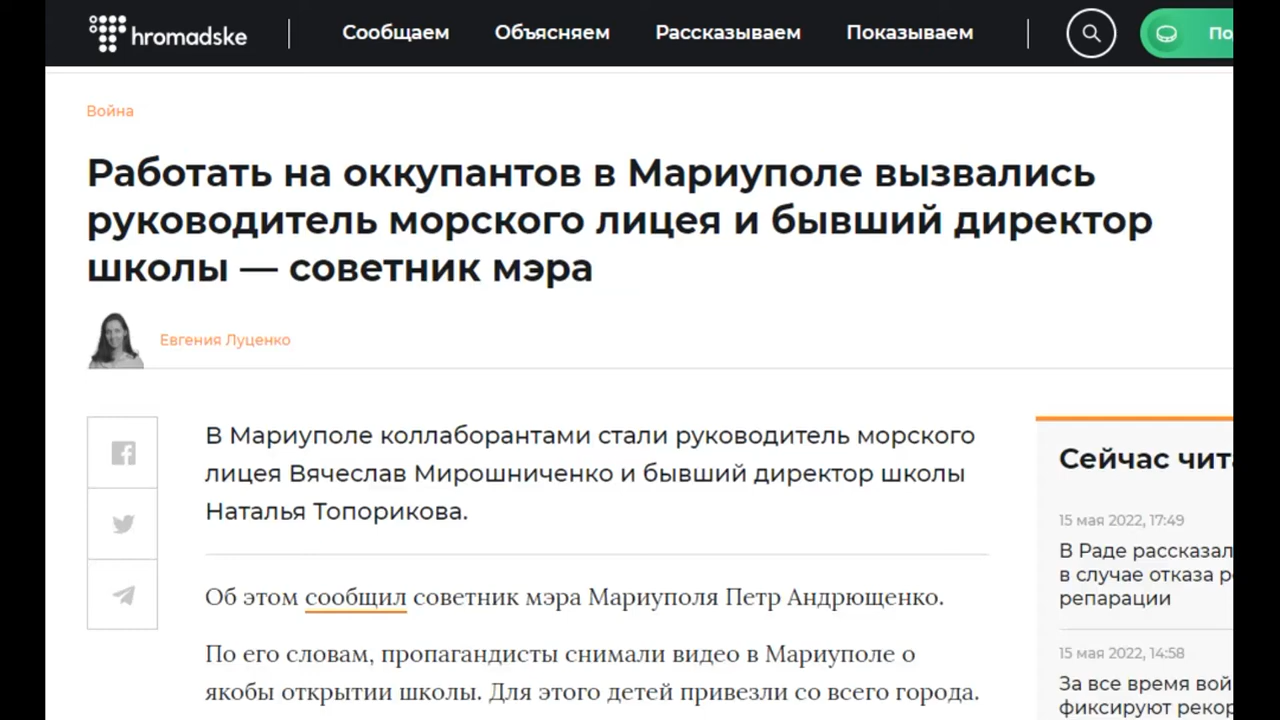 hromadske
Сообщаем
Объясняем
Рассказываем
Показываем
Война
Работать на оккупантов в Мариуполе вызвались
руководитель морского лицея и бывший директор
школы — советник мэра
Евгения Луценко
В Мариуполе коллаборантами стали руководитель морского
лицея Вячеслав Мирошниченко и бывший директор школы
Наталья Топорикова.
Об этом сообщил советник мэра Мариуполя Петр Андрющенко.
По его словам, пропагандисты снимали видео в Мариуполе о
якобы открытии школы. Для этого детей привезли со всего города.
Сейчас
15 мая 2022, 17:49
В Раде рассказал
в случае отказа
репарации
15 мая 2022, 14:58
За все время
фиксируют